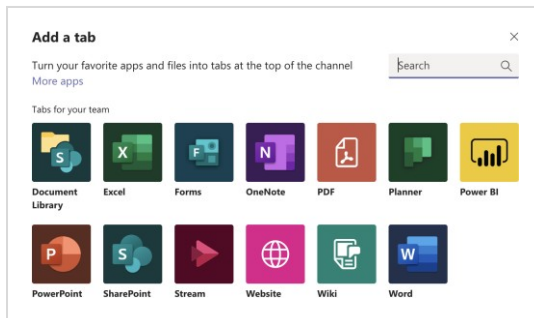 Add a tab
Turn your favorite apps and files into tabs at the top of the channel
Search
More apps
Tabs for your team
S
X
F
N
Document Library
Excel
Forms
OneNote
PDF
Planner
Power BI
P
S
W
PowerPoint
SharePoint
Stream
Website
Wiki
Word